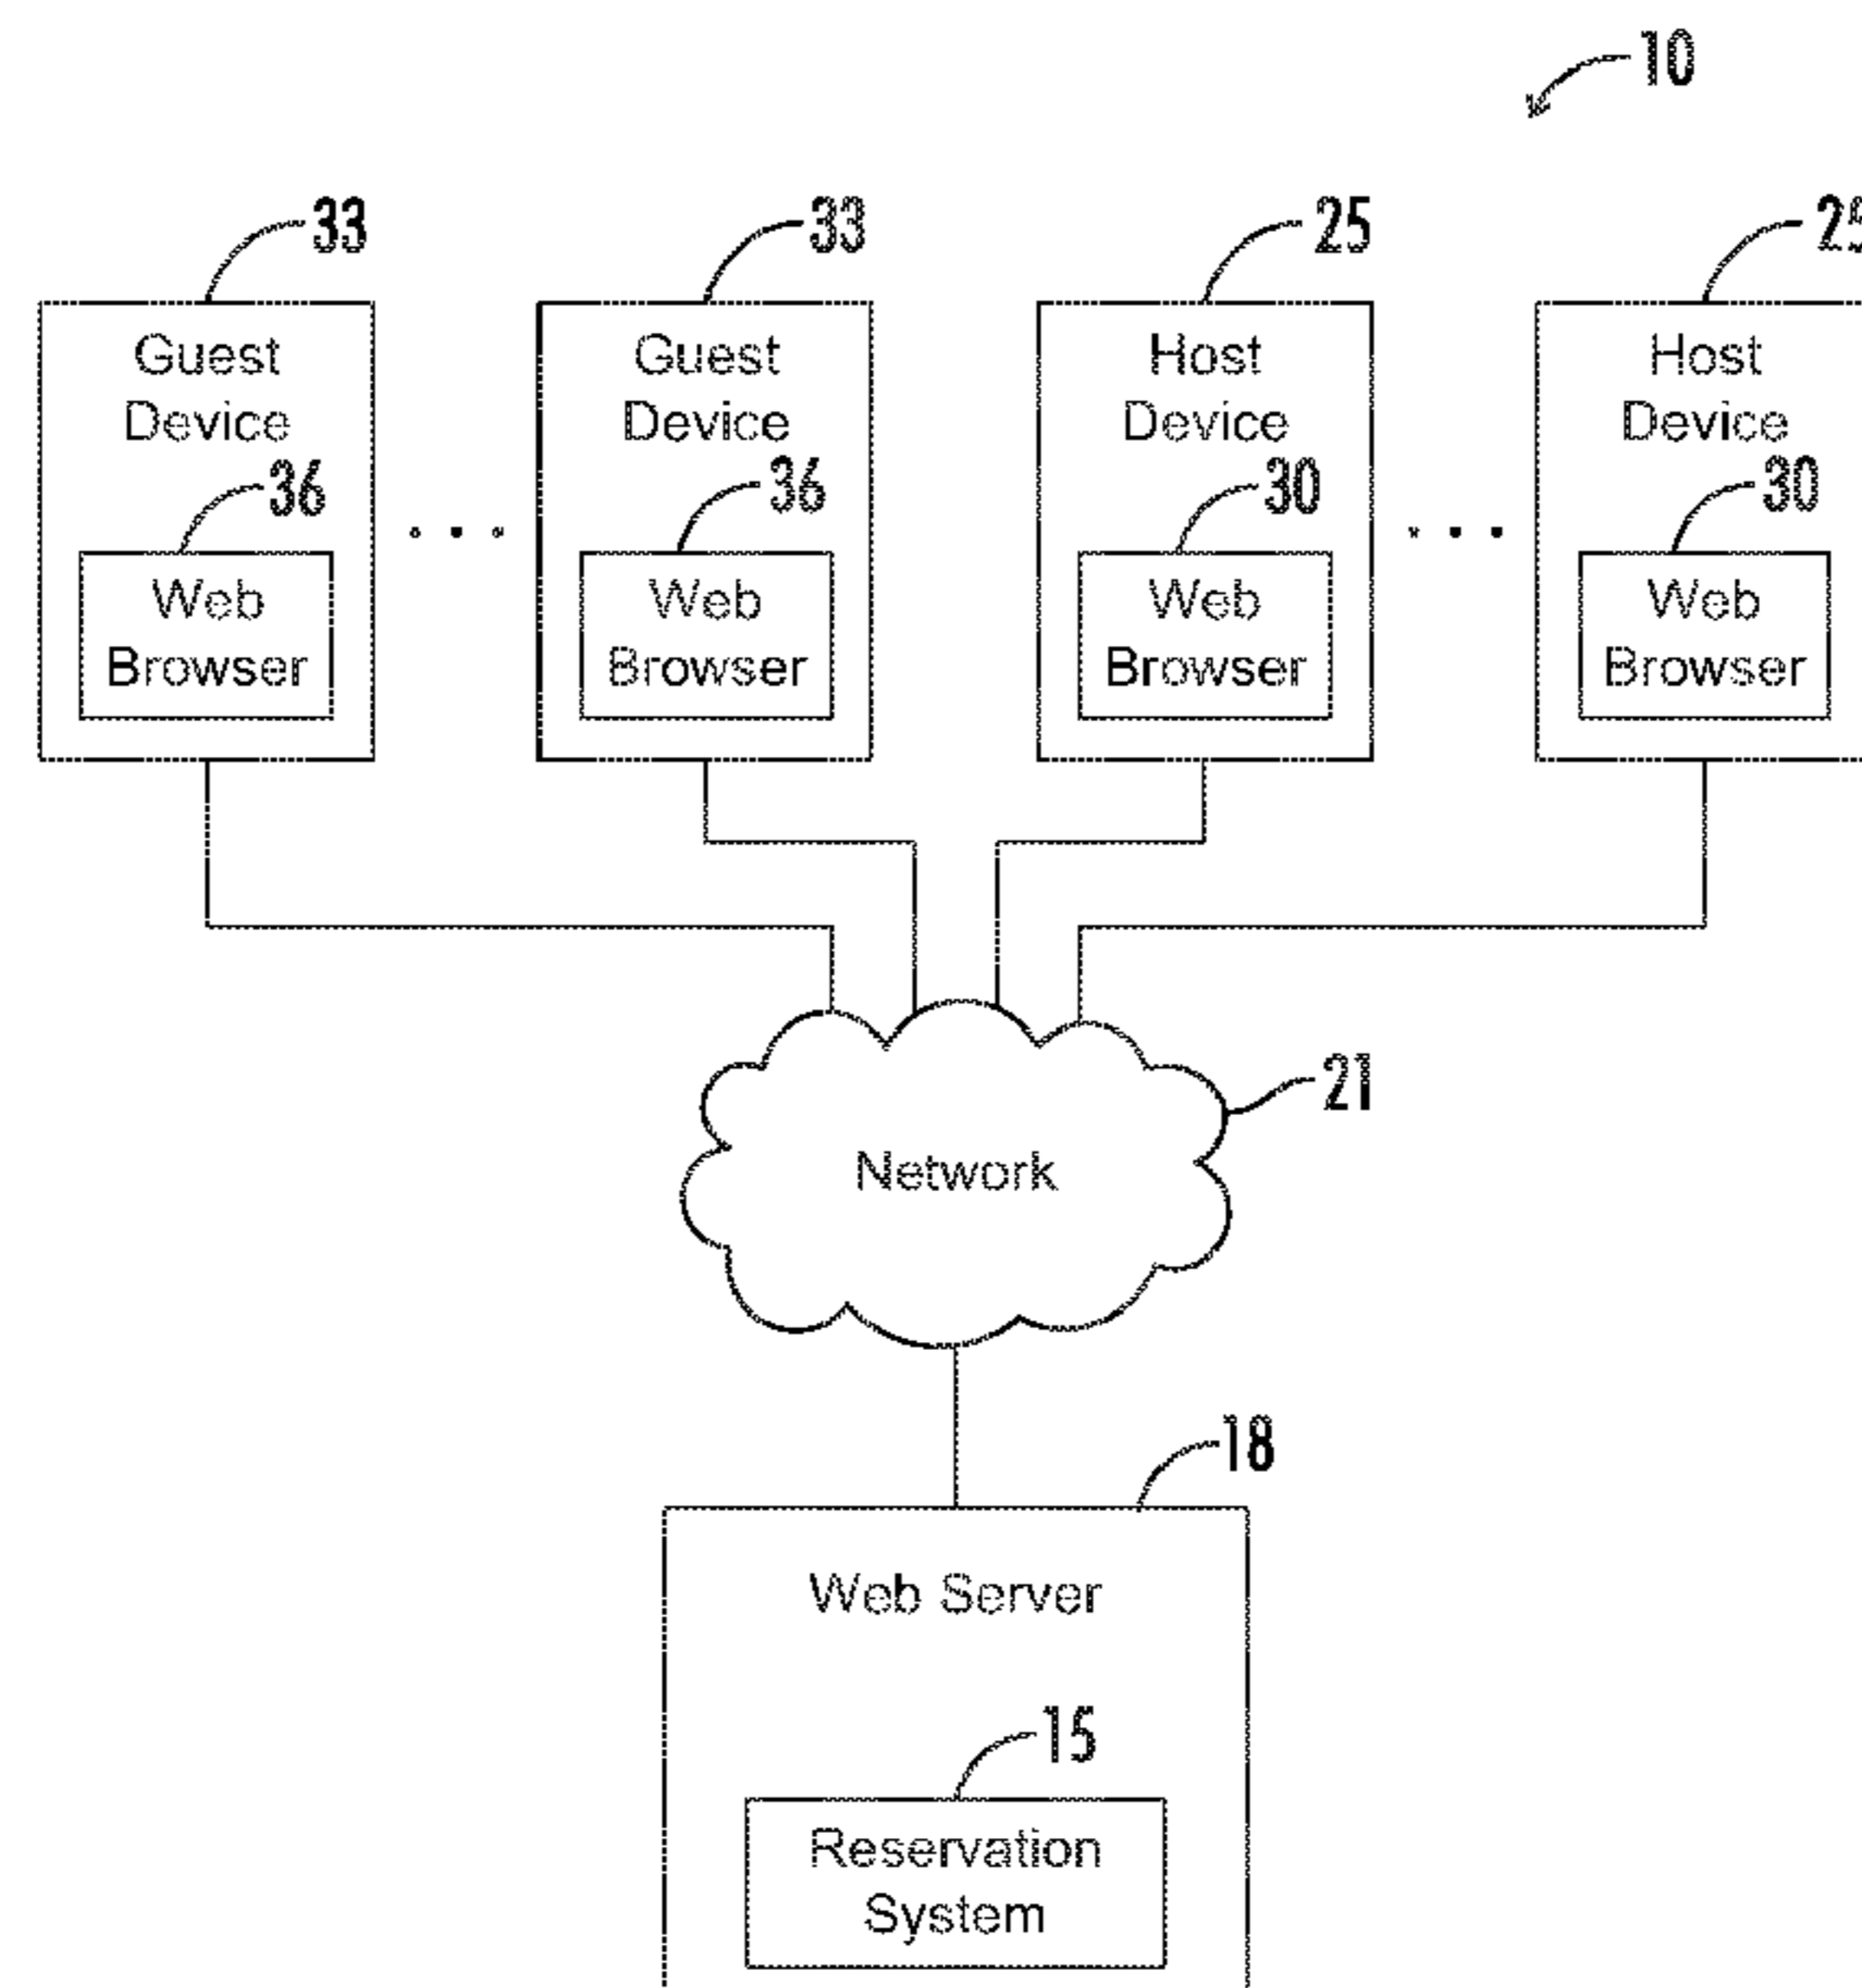 10
33
33
25
Guest
Device
Guest
Device
Host
Device
Host
Device
36
36
30
30
Web
Browser
Web
Browser
Web
Browser
Web
Browser
21
Network
18
Web Server
15
Reservation
System